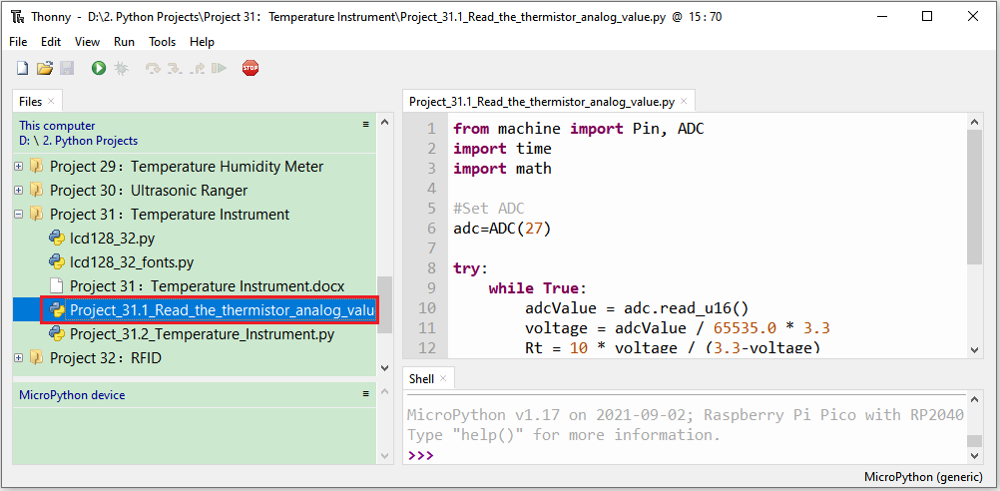 Thonny - D:\2. Python Projects\Project 31：Temperature Instrument\Project_31.1_Read_the_thermistor_analog_value.py @ 15:70
File Edit View Run Tools Help
STOP
Files
This computer
D: \ 2. Python Projects
Project 29：Temperature Humidity Meter
Project 30：Ultrasonic Ranger
Project 31：Temperature Instrument
lcd128_32.py
lcd128_32_fonts.py
Project 31：Temperature Instrument.docx
Project_31.1_Read_the_thermistor_analog_valu
Project_31.2_Temperature_Instrument.py
Project 32：RFID
MicroPython device
Project_31.1_Read_the_thermistor_analog_value.py
1 from machine import Pin, ADC
2 import time
3 import math
4
5 #Set ADC
6 adc=ADC(27)
7
8 try:
9 while True:
10 adcValue = adc.read_u16()
11 voltage = adcValue / 65535.0 * 3.3
12 Rt = 10 * voltage / (3.3-voltage)
Shell
MicroPython v1.17 on 2021-09-02; Raspberry Pi Pico with RP2040
Type "help()" for more information.
>>>
MicroPython (generic)